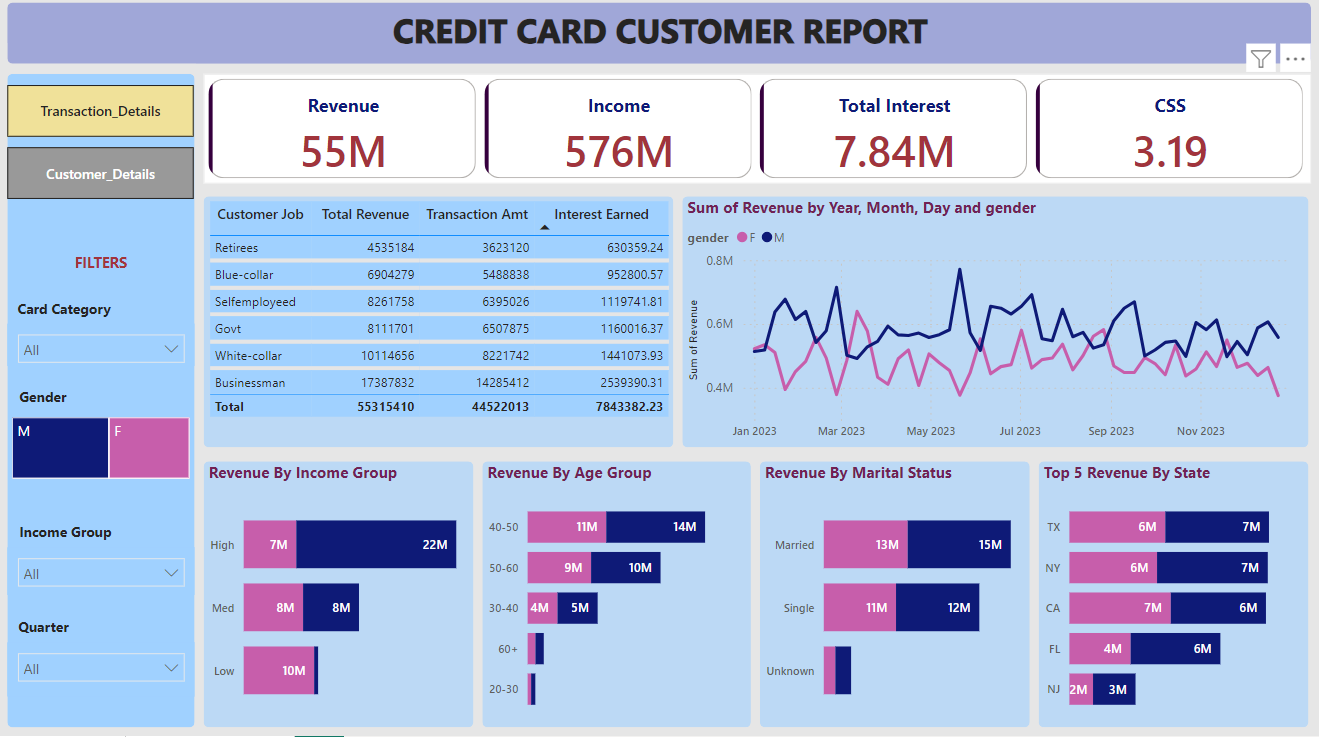 CREDIT CARD CUSTOMER REPORT
Transaction_Details
Customer_Details
FILTERS
Card Category
All
Gender
M F
Income Group
All
Quarter
All
Revenue
55M
Income
576M
Total Interest
7.84M
CSS
3.19
Customer Job Total Revenue Transaction Amt Interest Earned
Retirees 4535184 3623120 630359.24
Blue-collar 6904279 5488838 952800.57
Selfemployeed 8261758 6395026 1119741.81
Govt 8111701 6507875 1160016.37
White-collar 10114656 8221742 1441073.93
Businessman 17387832 14285412 2539390.31
Total 55315410 44522013 7843382.23
Sum of Revenue by Year, Month, Day and gender
gender F M
Sum of Revenue
0.8M
0.6M
0.4M
Jan 2023 Mar 2023 May 2023 Jul 2023 Sep 2023 Nov 2023
Revenue By Income Group
High 7M 22M
Med 8M 8M
Low 10M
Revenue By Age Group
40-50 11M 14M
50-60 9M 10M
30-40 4M 5M
60+
20-30
Revenue By Marital Status
Married 13M 15M
Single 11M 12M
Unknown
Top 5 Revenue By State
TX 6M 7M
NY 6M 7M
CA 7M 6M
FL 4M 6M
NJ 2M 3M